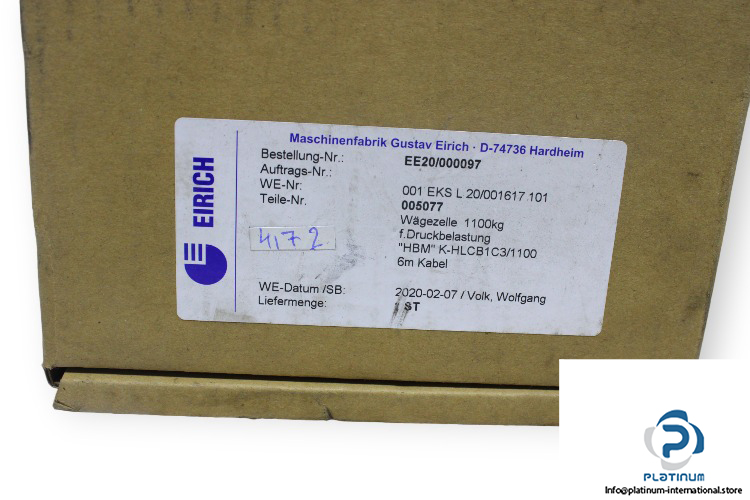 EIRICH
Maschinenfabrik Gustav Eirich · D-74736 Hardheim
Bestellung-Nr.: EE20/000097
Auftrags-Nr.:
WE-Nr: 001 EKS L 20/001617 101
Teile-Nr. 005077
Wägezelle 1100kg
f.Druckbelastung
"HBM" K-HLCB1C3/1100
6m Kabel
4,72
WE-Datum /SB: 2020-02-07 / Volk, Wolfgang
Liefermenge: ST
PLATINUM
Info@platinum-international.store